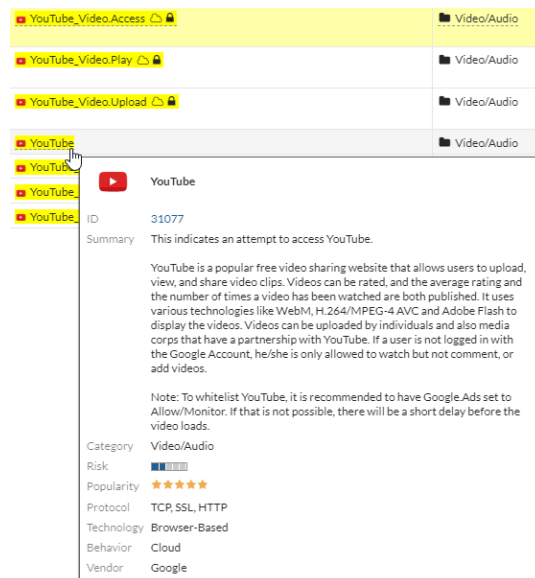 YouTube_Video.Access Video/Audio
YouTube_Video.Play Video/Audio
YouTube_Video.Upload Video/Audio
YouTube Video/Audio
YouTube_
YouTube_
YouTube_
YouTube
ID 31077
Summary This indicates an attempt to access YouTube.
YouTube is a popular free video sharing website that allows users to upload,
view, and share video clips. Videos can be rated, and the average rating and
the number of times a video has been watched are both published. It uses
various technologies like WebM, H.264/MPEG-4 AVC and Adobe Flash to
display the videos. Videos can be uploaded by individuals and also media
corps that have a partnership with YouTube. If a user is not logged in with
the Google Account, he/she is only allowed to watch but not comment, or
add videos.
Note: To whitelist YouTube, it is recommended to have Google.Ads set to
Allow/Monitor. If that is not possible, there will be a short delay before the
video loads.
Category Video/Audio
Risk
Popularity
Protocol TCP, SSL, HTTP
Technology Browser-Based
Behavior Cloud
Vendor Google